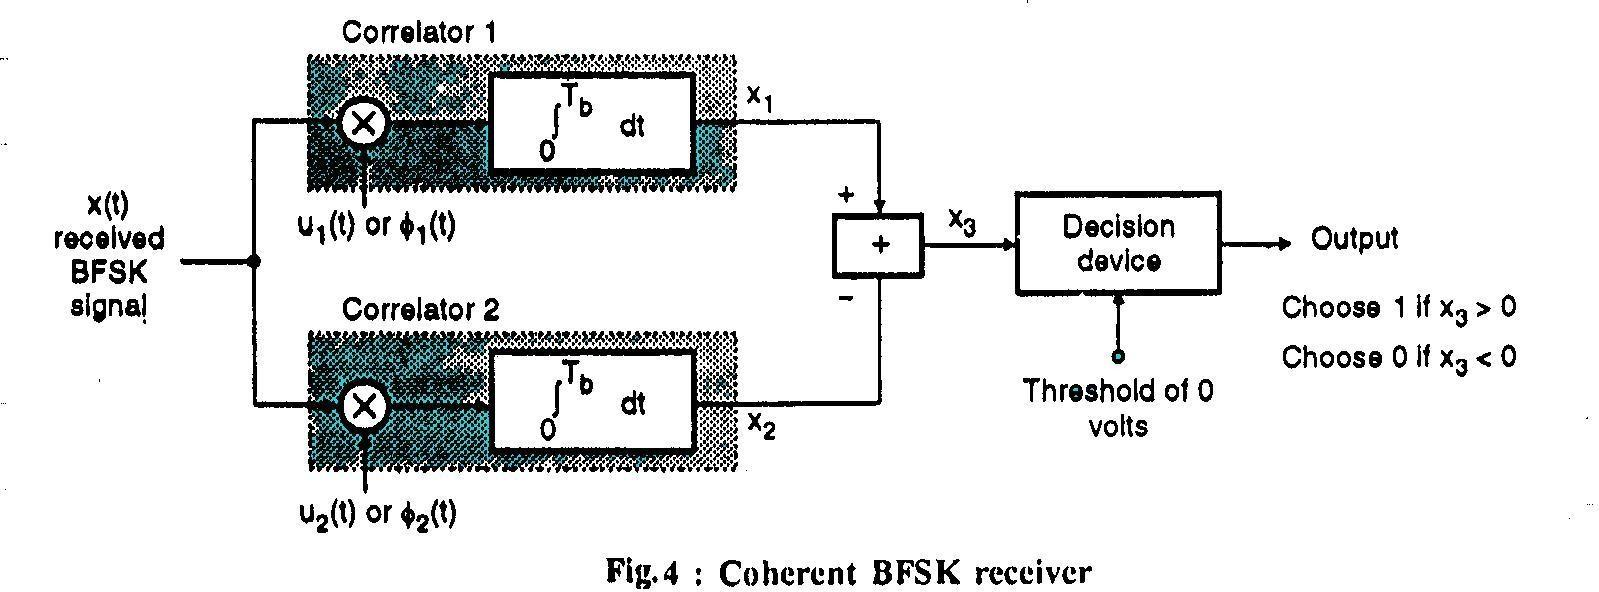 Correlator 1
× ∫₀ᵀᵇ dt
x₁
u₁(t) or ϕ₁(t)
x(t)
received
BFSK
signal
+
+
−
x₃
Decision
device
Output
Choose 1 if x₃ > 0
Choose 0 if x₃ < 0
Threshold of 0
volts
Correlator 2
× ∫₀ᵀᵇ dt
x₂
u₂(t) or ϕ₂(t)
Fig.4 : Coherent BFSK receiver